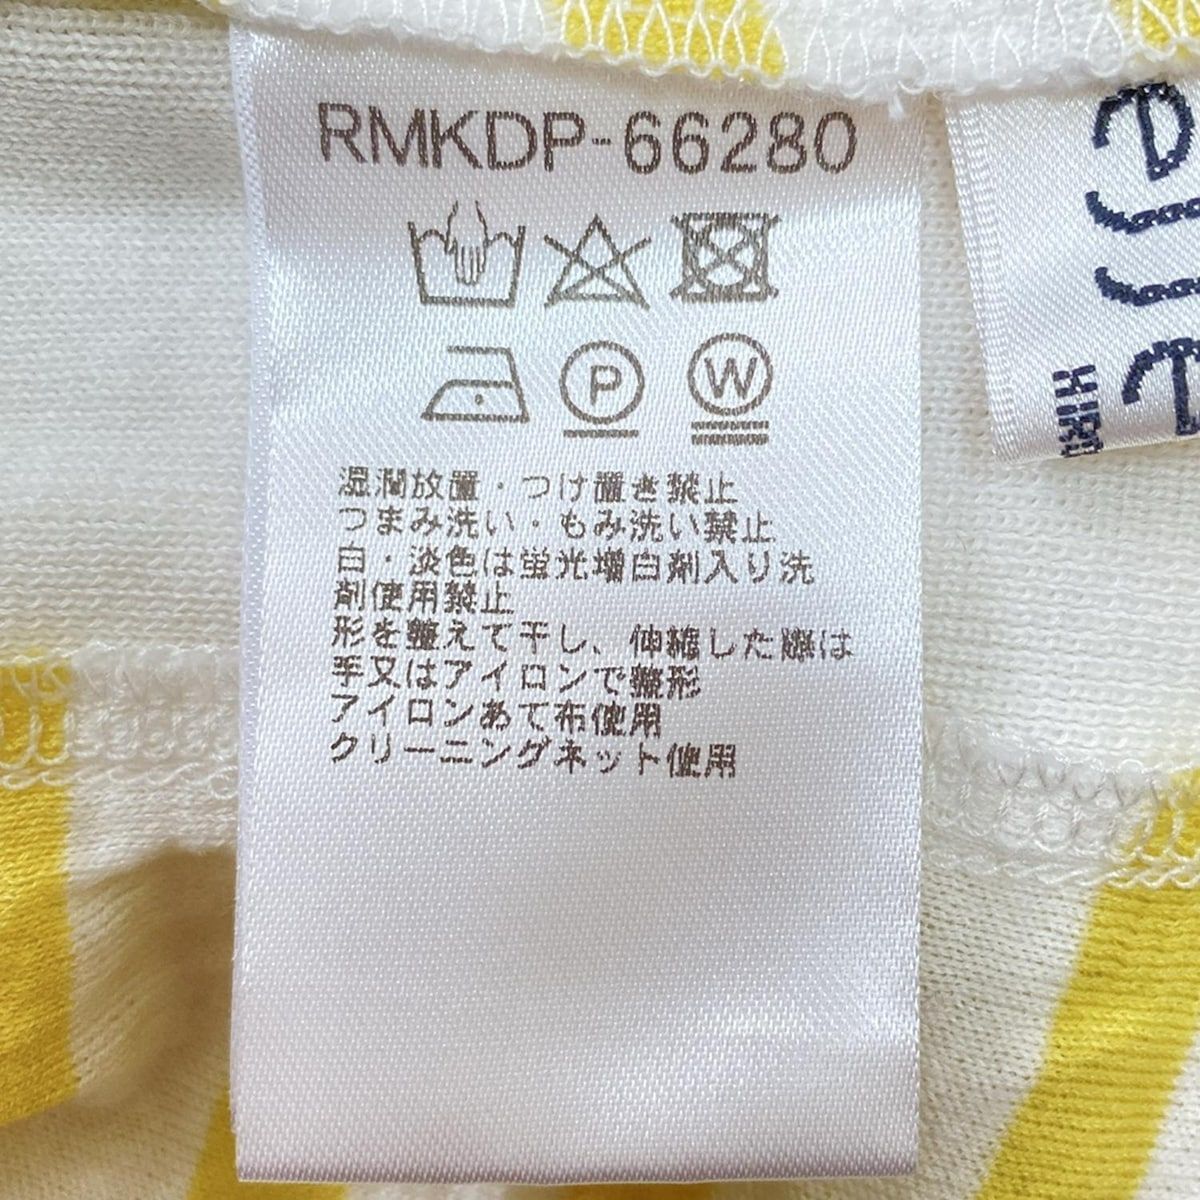 RMKDP-66280
P
W
湿潤放置・つけ置き禁止
つまみ洗い・もみ洗い禁止
白・淡色は蛍光増白剤入り洗
剤使用禁止
形を整えて干し、伸縮した際は
手又はアイロンで整形
アイロンあて布使用
クリーニングネット使用
HIRO